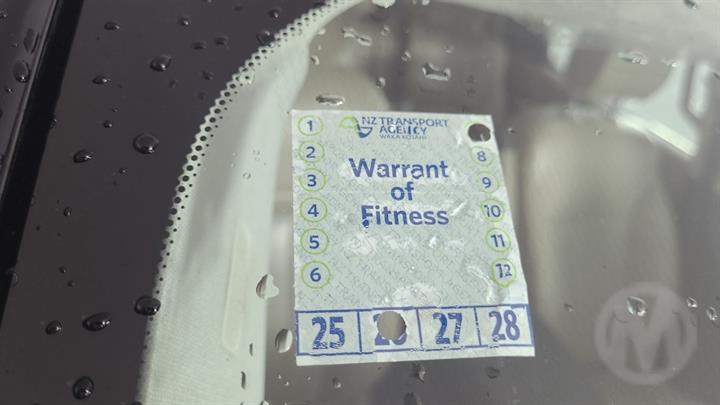 NZ TRANSPORT
AGENCY
WAKA KOTAHI
Warrant
of
Fitness
1
2
3
4
5
6
8
9
10
11
12
25 27 28
M